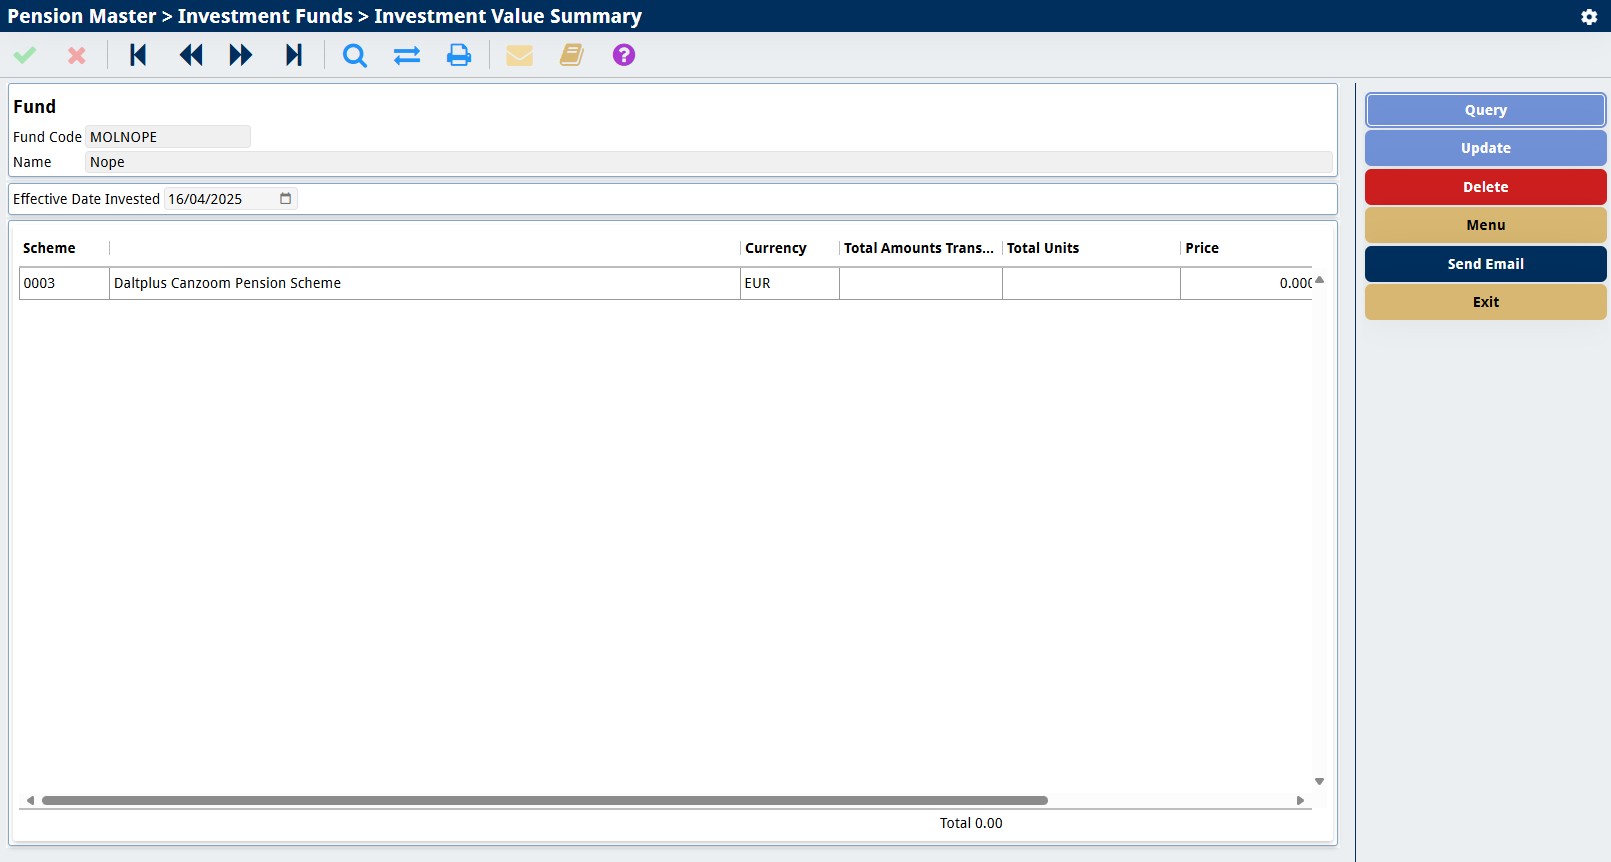 Pension Master > Investment Funds > Investment Value Summary
Fund
Fund Code MOLNOPE
Name Nope
Effective Date Invested 16/04/2025
Scheme Currency Total Amounts Trans... Total Units Price
0003 Daltplus Canzoom Pension Scheme EUR 0.000
Total 0.00
Query
Update
Delete
Menu
Send Email
Exit